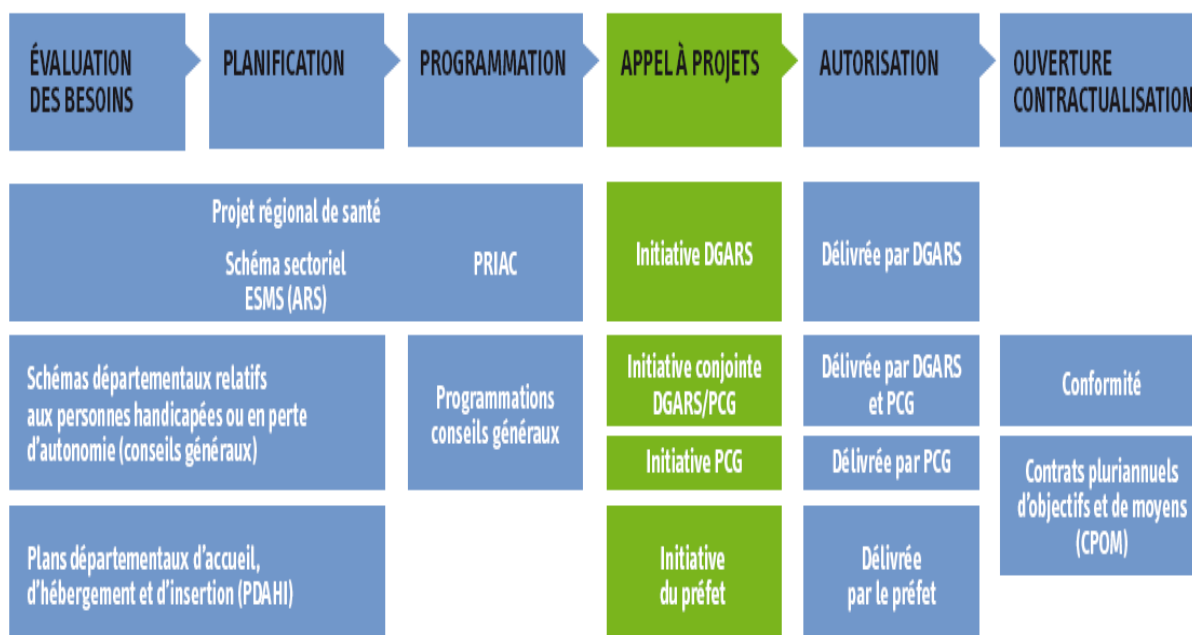 ÉVALUATION
DES BESOINS
PLANIFICATION
PROGRAMMATION
APPEL À PROJETS
AUTORISATION
OUVERTURE
CONTRACTUALISATION
Projet régional de santé
Schéma sectoriel
ESMS (ARS)
PRIAC
Initiative DGARS
Délivrée par DGARS
Schémas départementaux relatifs
aux personnes handicapées ou en perte
d'autonomie (conseils généraux)
Programmations
conseils généraux
Initiative conjointe
DGARS/PCG
Délivrée par DGARS
et PCG
Conformité
Initiative PCG
Délivrée par PCG
Contrats pluriannuels
d'objectifs et de moyens
(CPOM)
Plans départementaux d'accueil,
d'hébergement et d'insertion (PDAHI)
Initiative
du préfet
Délivrée
par le préfet